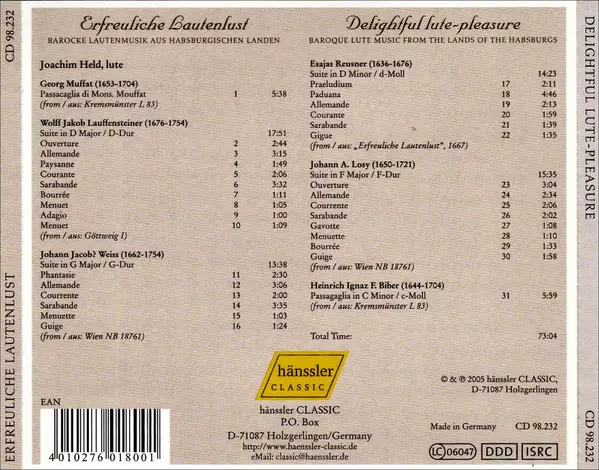 CD 98.232
ERFREULICHE LAUTENLUST
Erfreuliche Lautenlust
BAROCKE LAUTENMUSIK AUS HABSBURGISCHEN LANDEN
Joachim Held, lute
Georg Muffat (1653-1704)
Passacaglia di Mons. Mouffat 1 5:38
(from / aus: Kremsmünster L 83)
Wolff Jakob Lauffensteiner (1676-1754)
Suite in D Major / D-Dur 17:51
Ouverture 2 2:44
Allemande 3 3:15
Paysanne 4 1:49
Courante 5 2:06
Sarabande 6 3:32
Bourrée 7 1:11
Menuet 8 1:05
Adagio 9 1:00
Menuet 10 1:09
(from / aus: Göttweig I)
Johann Jacob? Weiss (1662-1754)
Suite in G Major / G-Dur 13:38
Phantasie 11 2:30
Allemande 12 3:06
Courrente 13 2:00
Sarabande 14 3:35
Menuette 15 1:03
Guige 16 1:24
(from / aus: Wien NB 18761)
Delightful lute-pleasure
BAROQUE LUTE MUSIC FROM THE LANDS OF THE HABSBURGS
Esajas Reusner (1636-1676)
Suite in D Minor / d-Moll 14:23
Praeludium 17 2:11
Paduana 18 4:46
Allemande 19 2:13
Courante 20 1:59
Sarabande 21 1:39
Gigue 22 1:35
(from / aus: „Erfreuliche Lautenlust", 1667)
Johann A. Losy (1650-1721)
Suite in F Major / F-Dur 15:35
Ouverture 23 3:04
Allemande 24 2:34
Courrente 25 2:06
Sarabande 26 2:02
Gavotte 27 1:08
Menuette 28 1:10
Bourrée 29 1:33
Guige 30 1:58
(from / aus: Wien NB 18761)
Heinrich Ignaz F. Biber (1644-1704)
Passagaglia in C Minor / c-Moll 31 5:59
(from / aus: Kremsmünster L 83)
Total Time: 73:04
hänssler
CLASSIC
© & ℗ 2005 hänssler CLASSIC,
D-71087 Holzgerlingen
EAN
4 010276 018001
hänssler CLASSIC
P.O. Box
D-71087 Holzgerlingen/Germany
http://www.haenssler-classic.com
eMail: classic@haenssler.de
Made in Germany CD 98.232
LC 06047 DDD ISRC
DELIGHTFUL LUTE-PLEASURE
CD 98.232